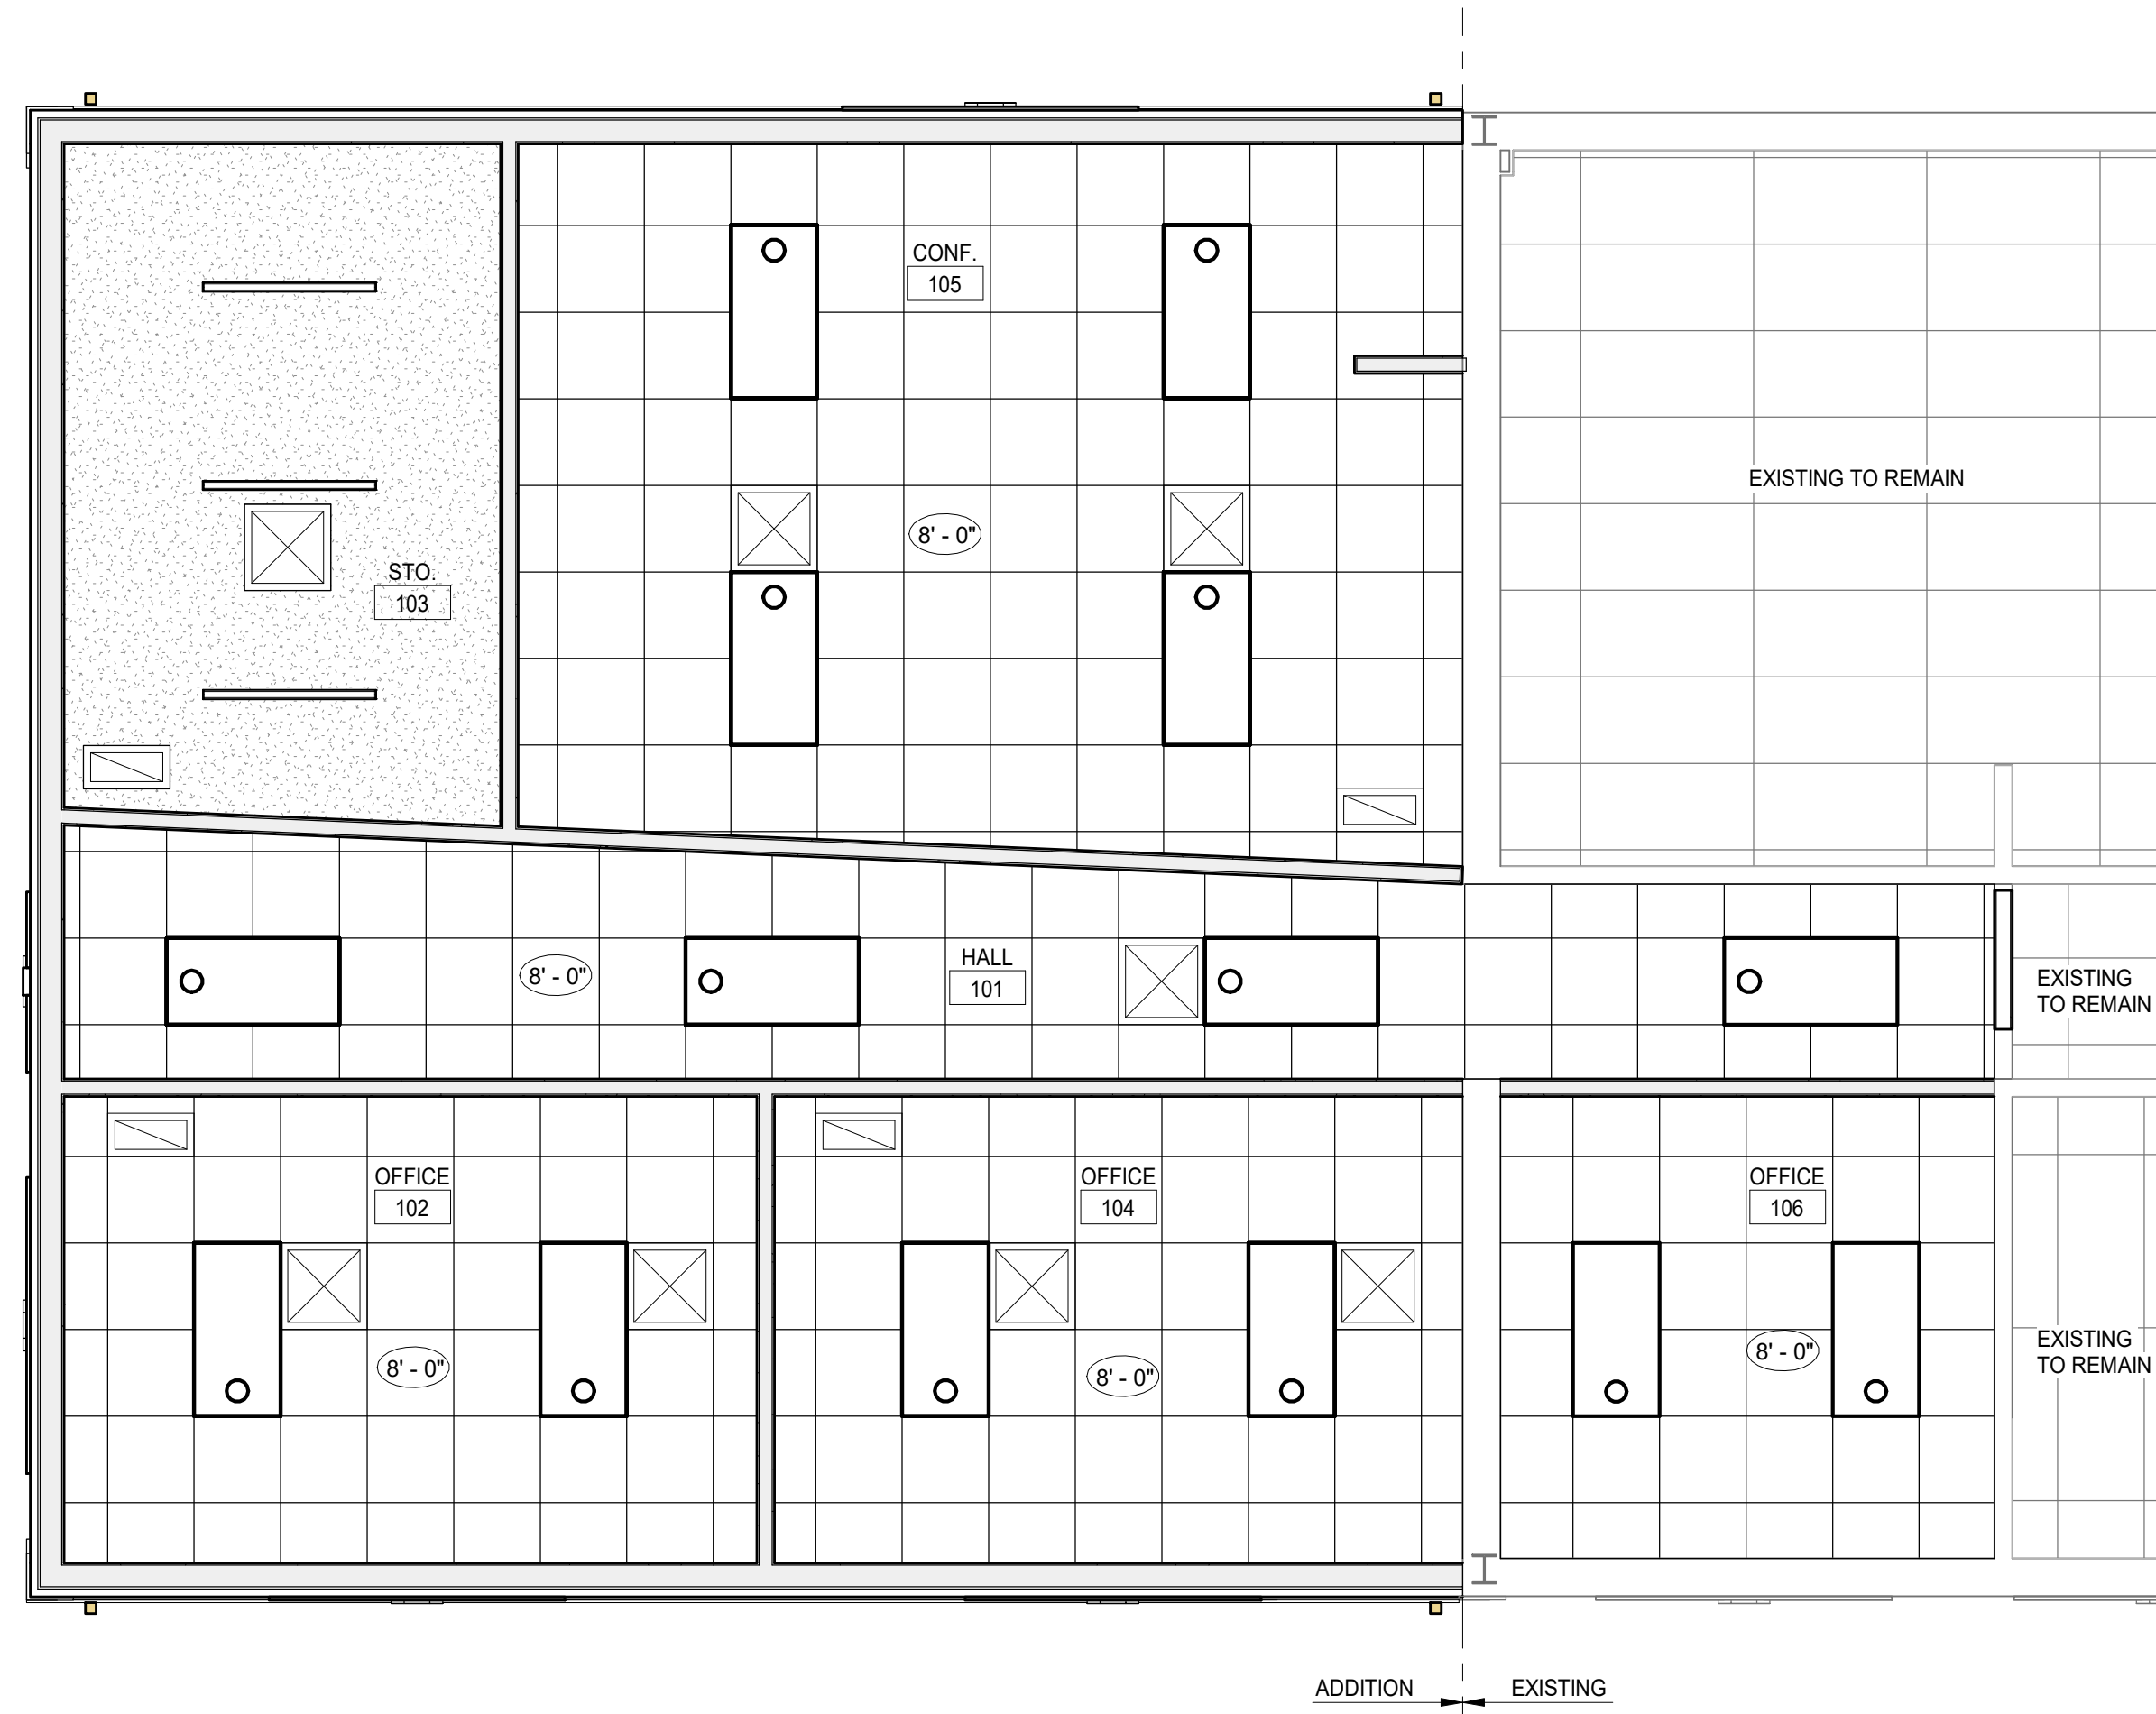 CONF.
105
EXISTING TO REMAIN
8' - 0"
STO.
103
HALL
101
8' - 0"
EXISTING
TO REMAIN
OFFICE
102
OFFICE
104
OFFICE
106
8' - 0"
8' - 0"
8' - 0"
EXISTING
TO REMAIN
ADDITION
EXISTING